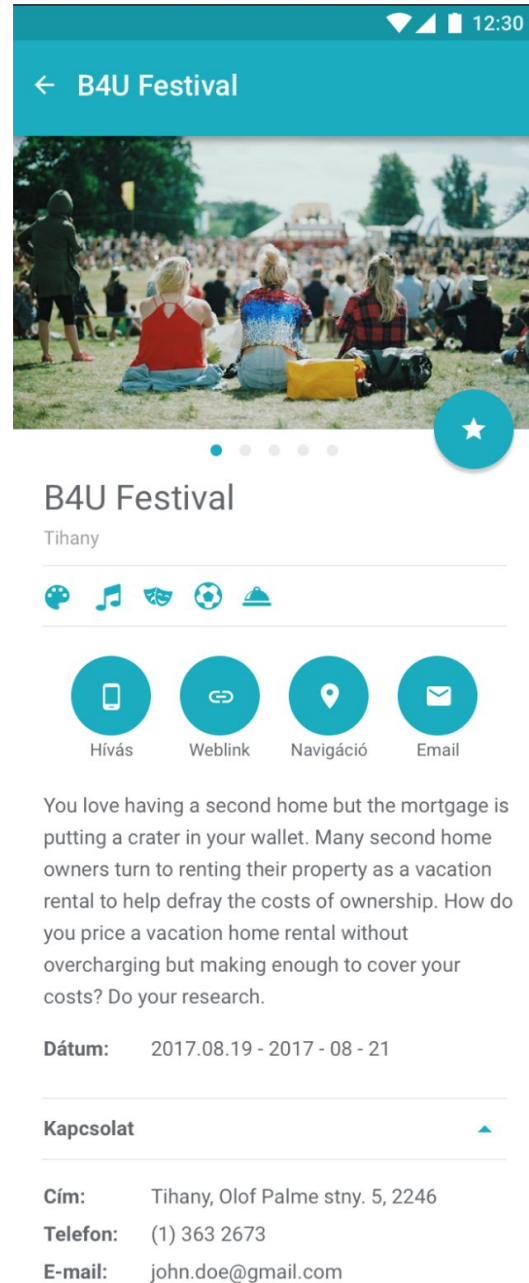 12:30
B4U Festival
B4U Festival
Tihany
Hívás Weblink Navigáció Email
You love having a second home but the mortgage is
putting a crater in your wallet. Many second home
owners turn to renting their property as a vacation
rental to help defray the costs of ownership. How do
you price a vacation home rental without
overcharging but making enough to cover your
costs? Do your research.
Dátum: 2017.08.19 - 2017 - 08 - 21
Kapcsolat
Cím: Tihany, Olof Palme stny. 5, 2246
Telefon: (1) 363 2673
E-mail: john.doe@gmail.com